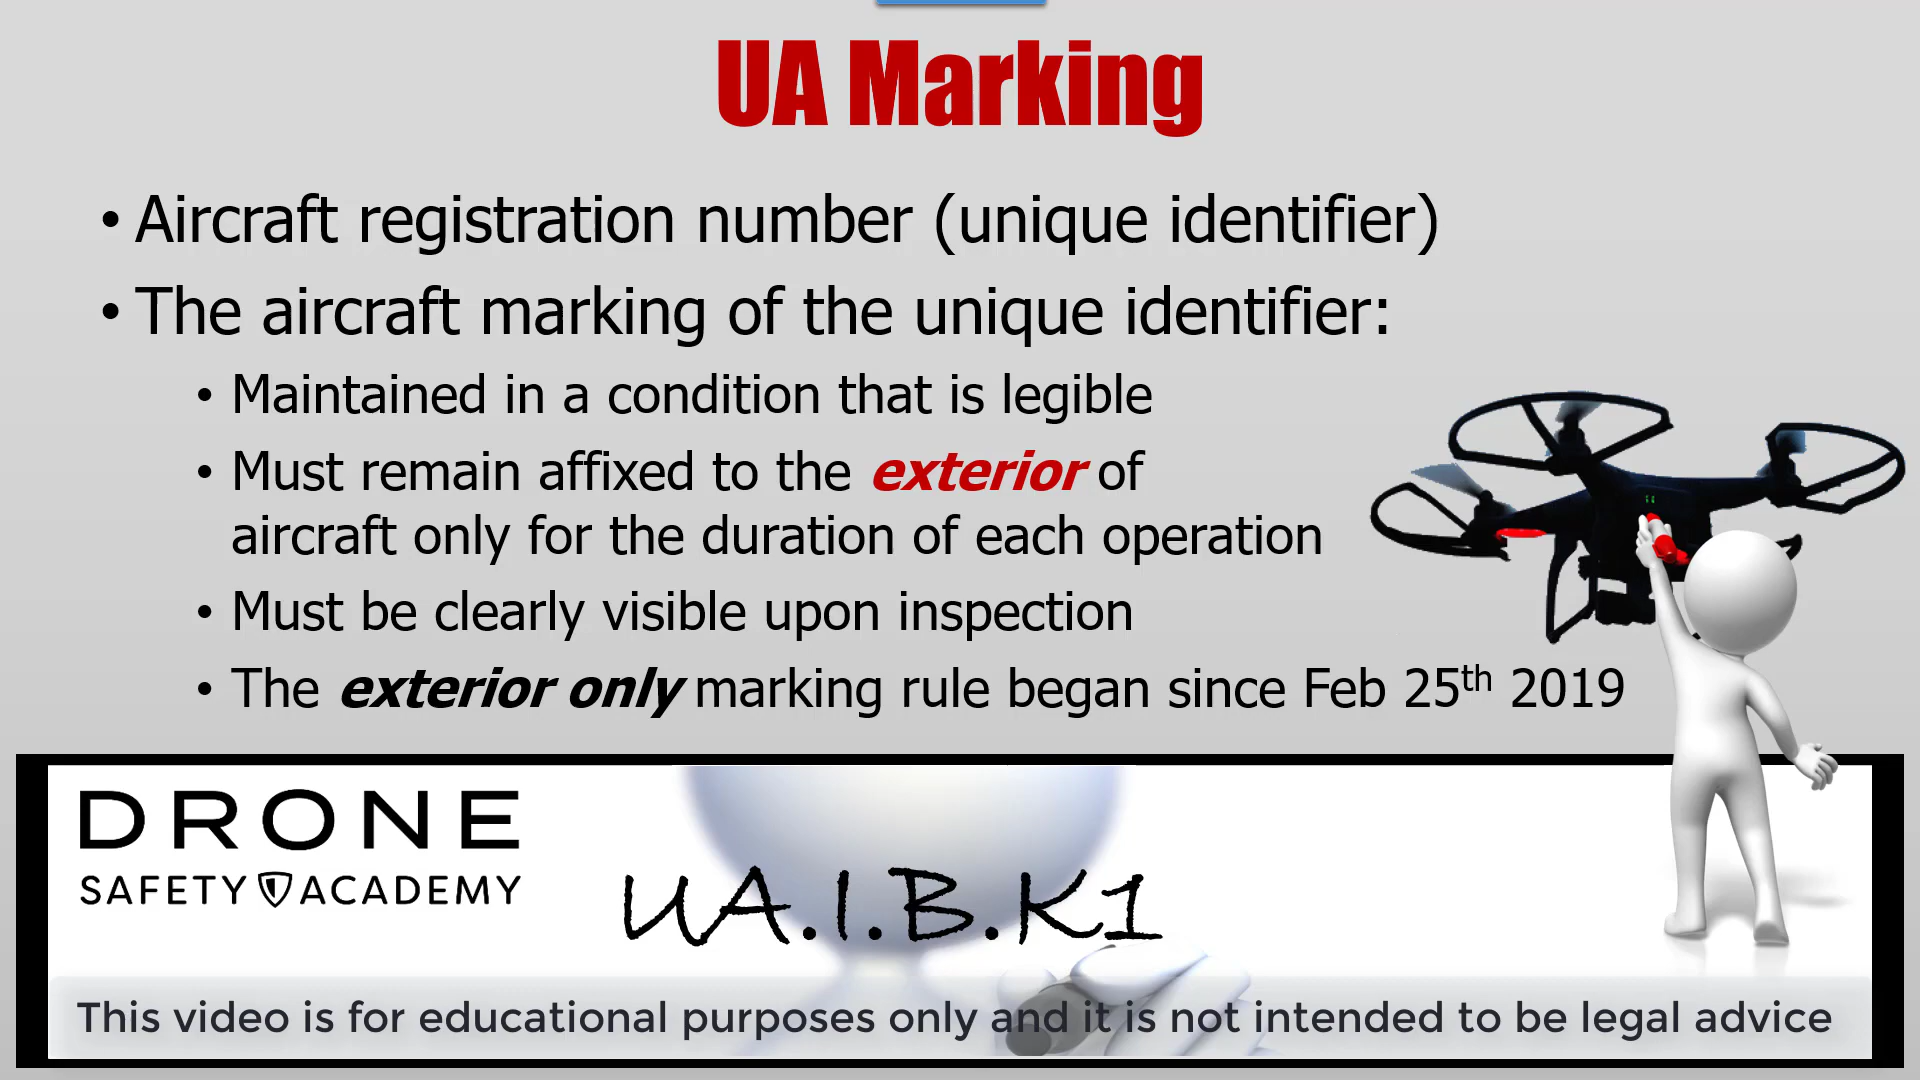 UA Marking
• Aircraft registration number (unique identifier)
• The aircraft marking of the unique identifier:
• Maintained in a condition that is legible
• Must remain affixed to the exterior of
aircraft only for the duration of each operation
• Must be clearly visible upon inspection
• The exterior only marking rule began since Feb 25th 2019
DRONE
SAFETY ACADEMY
UA.I.B.K1
This video is for educational purposes only and it is not intended to be legal advice